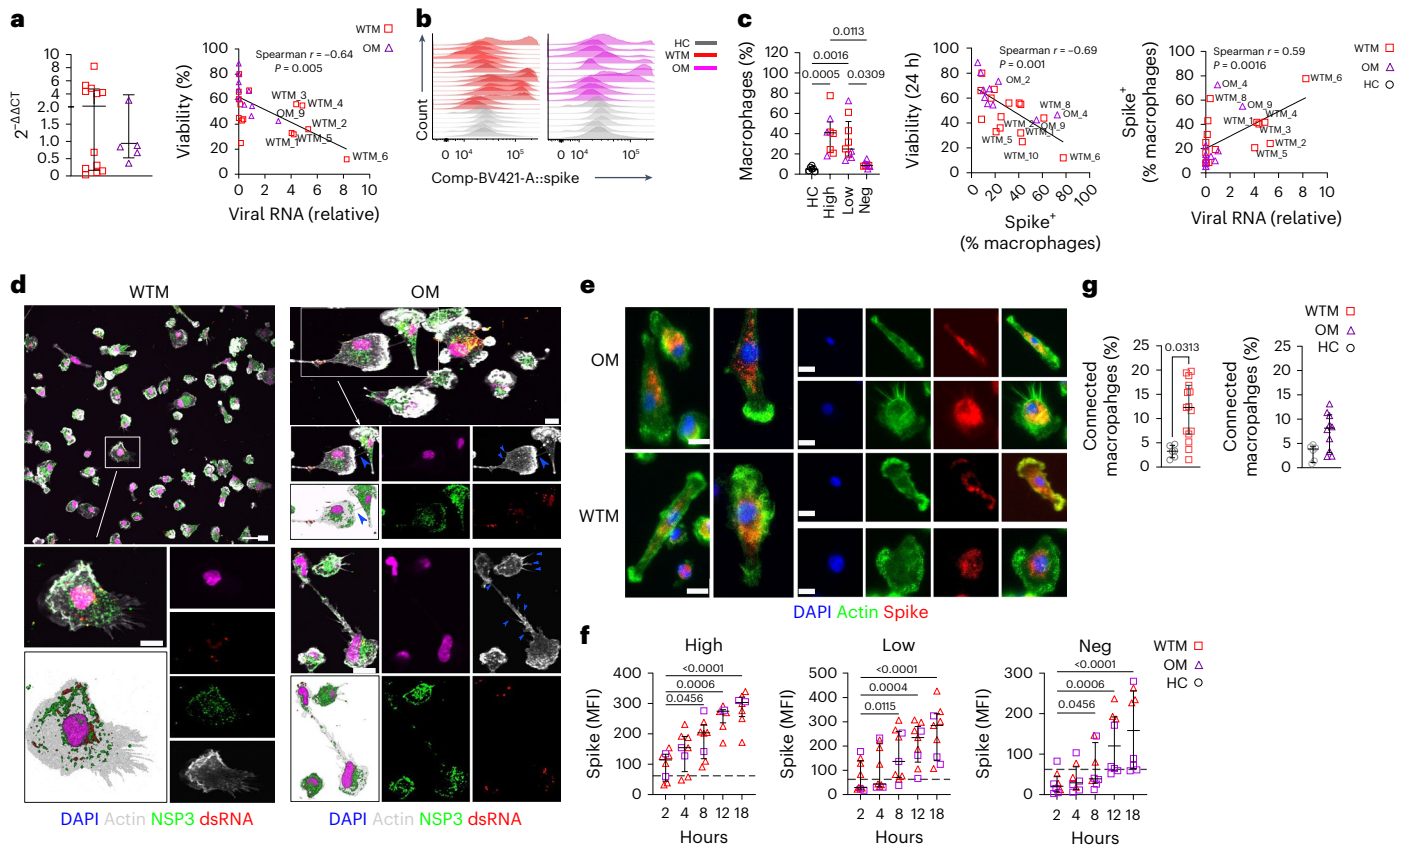 a
WTM
OM
10
8
6
4
2.0
1.0
0.5
0
2^−ΔΔCT
100
80
60
40
20
0
Viability (%)
Spearman r = −0.64
P = 0.005
WTM_3
WTM_4
OM_9
WTM_2
WTM_1
WTM_5
WTM_6
0 2 4 6 8 10
Viral RNA (relative)
b
HC
WTM
OM
Count
10⁴ 10⁵ 10⁴ 10⁵
Comp-BV421-A::spike
c
Macrophages (%)
120
100
80
60
40
20
0
0.0113
0.0016
0.0005 0.0309
HC
High
Low
Neg
Viability (24 h)
100
80
60
40
20
0
Spearman r = −0.69
P = 0.001
OM_2
WTM_8
OM_4
WTM_2
OM_9
WTM_5
WTM_10
WTM_6
0 20 40 60 80 100
Spike⁺
(% macrophages)
Spike⁺
(% macrophages)
100
80
60
40
20
0
Spearman r = 0.59
P = 0.0016
OM_4
WTM_6
WTM_8
OM_9
WTM_1
WTM_4
WTM_3
WTM_2
WTM_5
0 2 4 6 8 10
Viral RNA (relative)
WTM
OM
HC
d
WTM
OM
DAPI Actin NSP3 dsRNA
DAPI Actin NSP3 dsRNA
e
OM
WTM
DAPI Actin Spike
f
High
Spike (MFI)
400
300
200
100
0
<0.0001
0.0006
0.0456
2 4 8 12 18
Hours
Low
Spike (MFI)
500
400
300
200
100
0
<0.0001
0.0004
0.0115
2 4 8 12 18
Hours
Neg
Spike (MFI)
300
200
100
0
<0.0001
0.0006
0.0456
2 4 8 12 18
Hours
WTM
OM
HC
g
WTM
OM
HC
Connected
macropahges (%)
25
20
15
10
5
0
0.0313
Connected
macropahges (%)
25
20
15
10
5
0